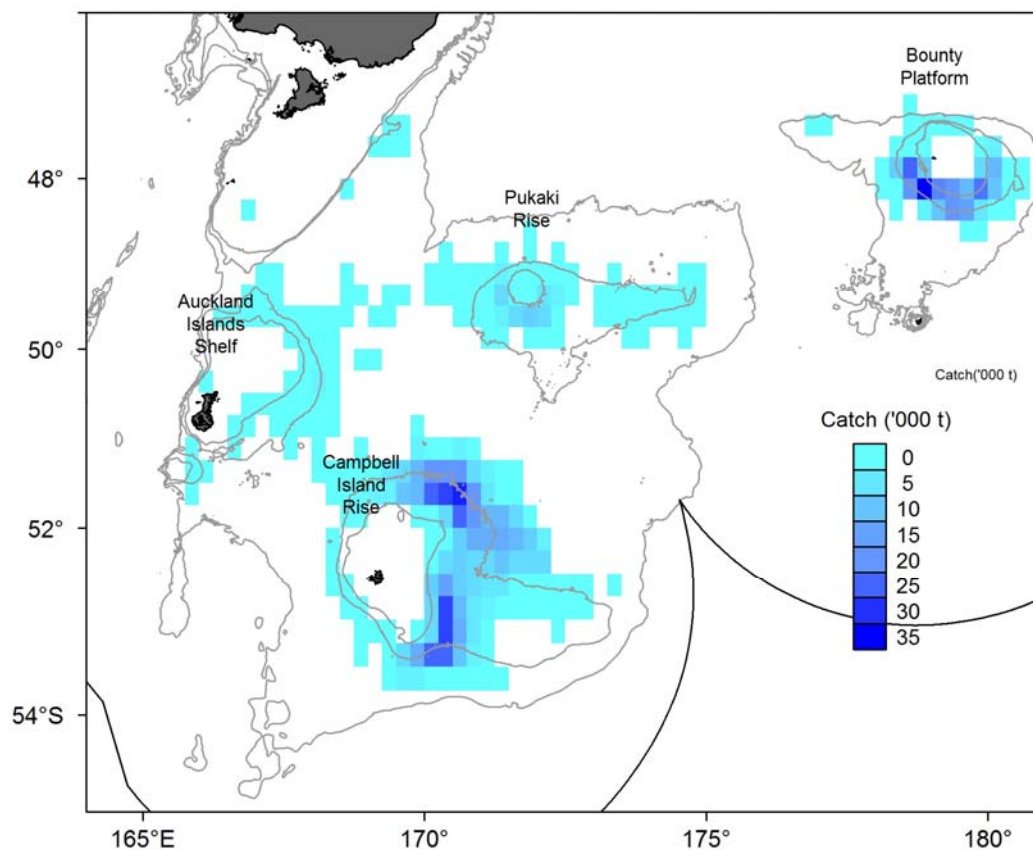 Bounty
Platform
48°
Pukaki
Rise
Auckland
Islands
Shelf
50°
Catch('000 t)
Catch ('000 t)
0
5
10
15
20
25
30
35
Campbell
Island
Rise
52°
54°S
165°E
170°
175°
180°